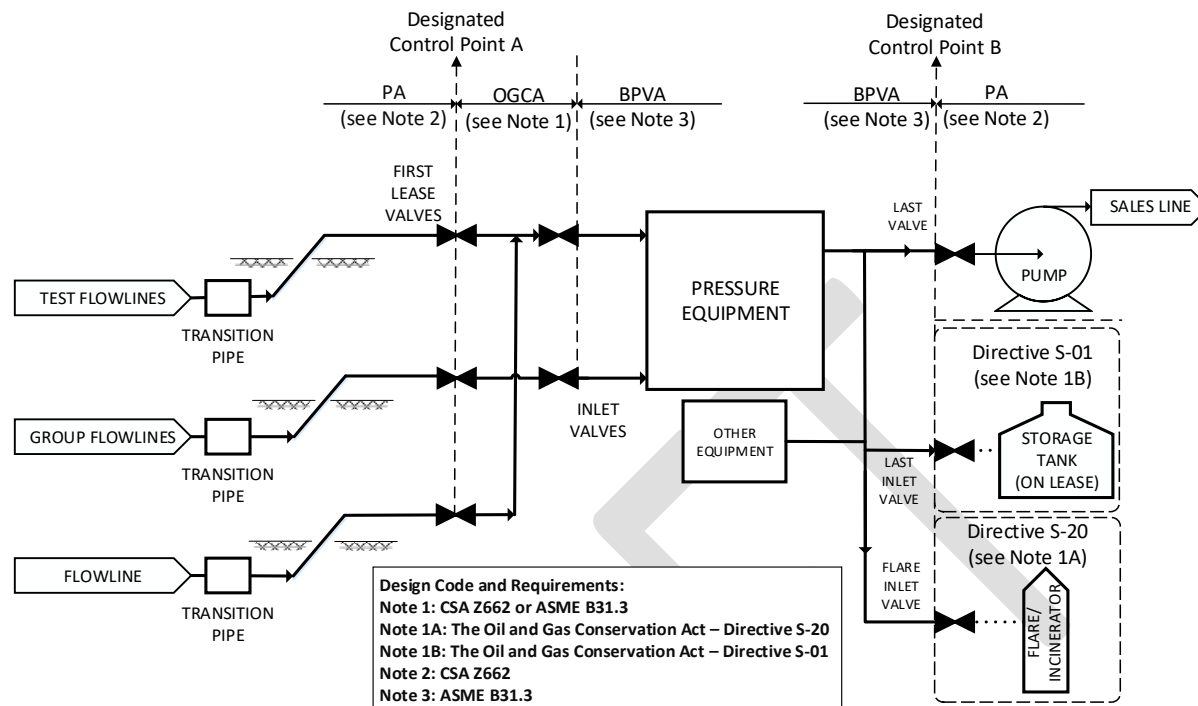 Designated
Control Point A
Designated
Control Point B
PA
(see Note 2)
OGCA
(see Note 1)
BPVA
(see Note 3)
BPVA
(see Note 3)
PA
(see Note 2)
FIRST
LEASE
VALVES
LAST
VALVE
SALES LINE
PUMP
TEST FLOWLINES
TRANSITION
PIPE
PRESSURE
EQUIPMENT
Directive S-01
(see Note 1B)
GROUP FLOWLINES
TRANSITION
PIPE
INLET
VALVES
OTHER
EQUIPMENT
LAST
INLET
VALVE
STORAGE
TANK
(ON LEASE)
Directive S-20
(see Note 1A)
FLOWLINE
TRANSITION
PIPE
FLARE
INLET
VALVE
FLARE/
INCINERATOR
Design Code and Requirements:
Note 1: CSA Z662 or ASME B31.3
Note 1A: The Oil and Gas Conservation Act – Directive S-20
Note 1B: The Oil and Gas Conservation Act – Directive S-01
Note 2: CSA Z662
Note 3: ASME B31.3